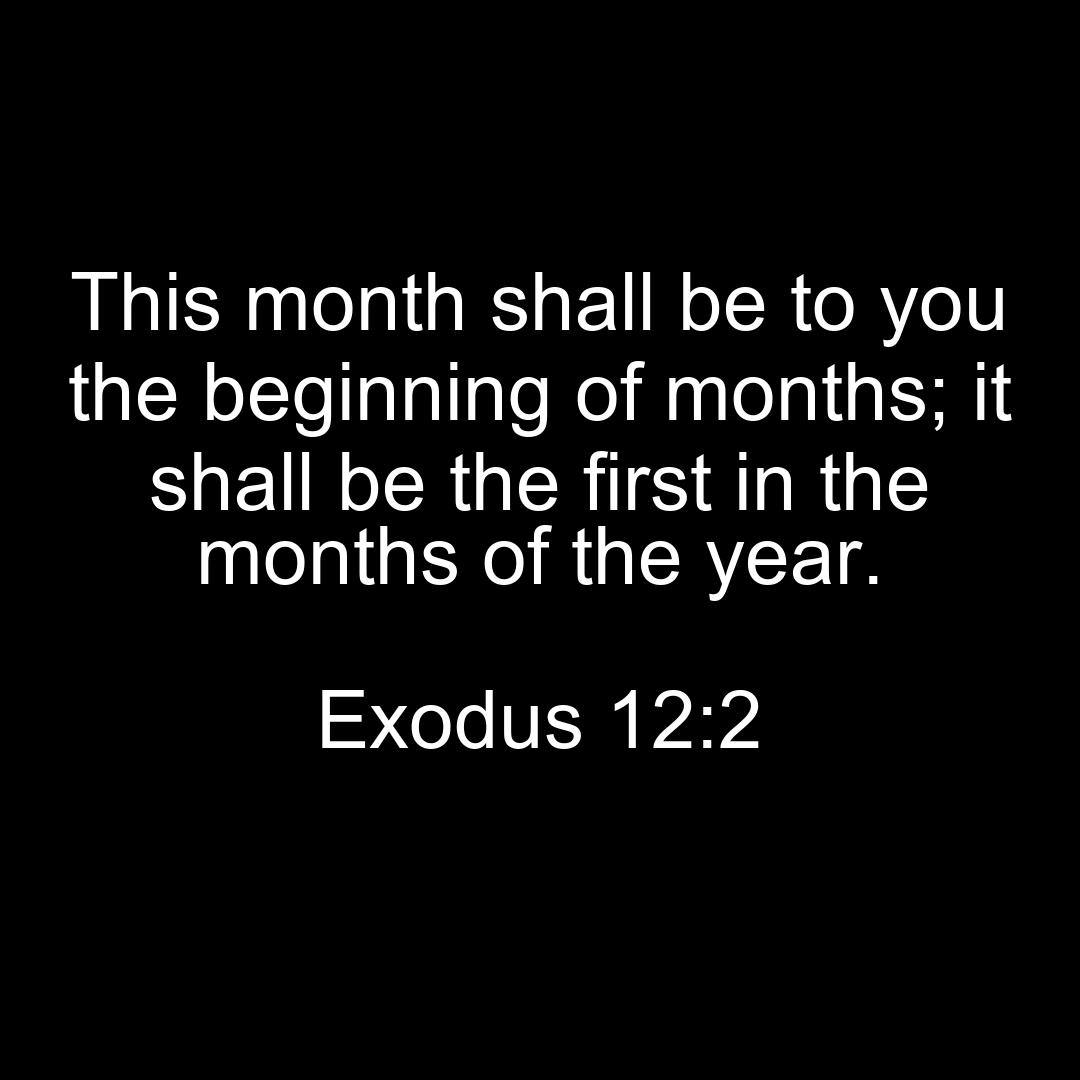 This month shall be to you
the beginning of months; it
shall be the first in the
months of the year.
Exodus 12:2